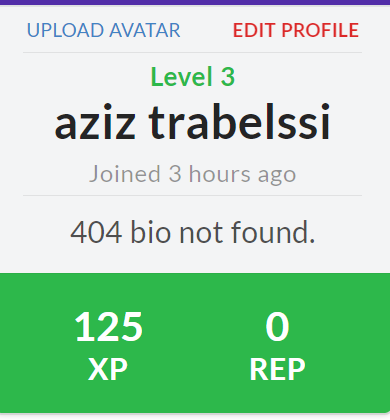 UPLOAD AVATAR EDIT PROFILE
Level 3
aziz trabelssi
Joined 3 hours ago
404 bio not found.
125 0
XP REP